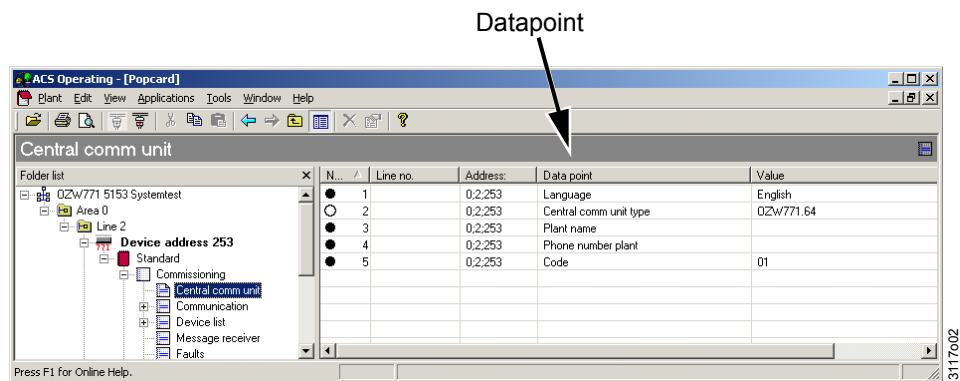 Datapoint
ACS Operating - [Popcard]
Plant Edit View Applications Tools Window Help
Central comm unit
Folder list
N... Line no. Address: Data point Value
OZW771 5153 Systemtest
Area 0
Line 2
Device address 253
771
Standard
Commissioning
Central comm unit
Communication
Device list
Message receiver
Faults
1 0;2;253 Language English
2 0;2;253 Central comm unit type OZW771.64
3 0;2;253 Plant name
4 0;2;253 Phone number plant
5 0;2;253 Code 01
Press F1 for Online Help.
3117o02